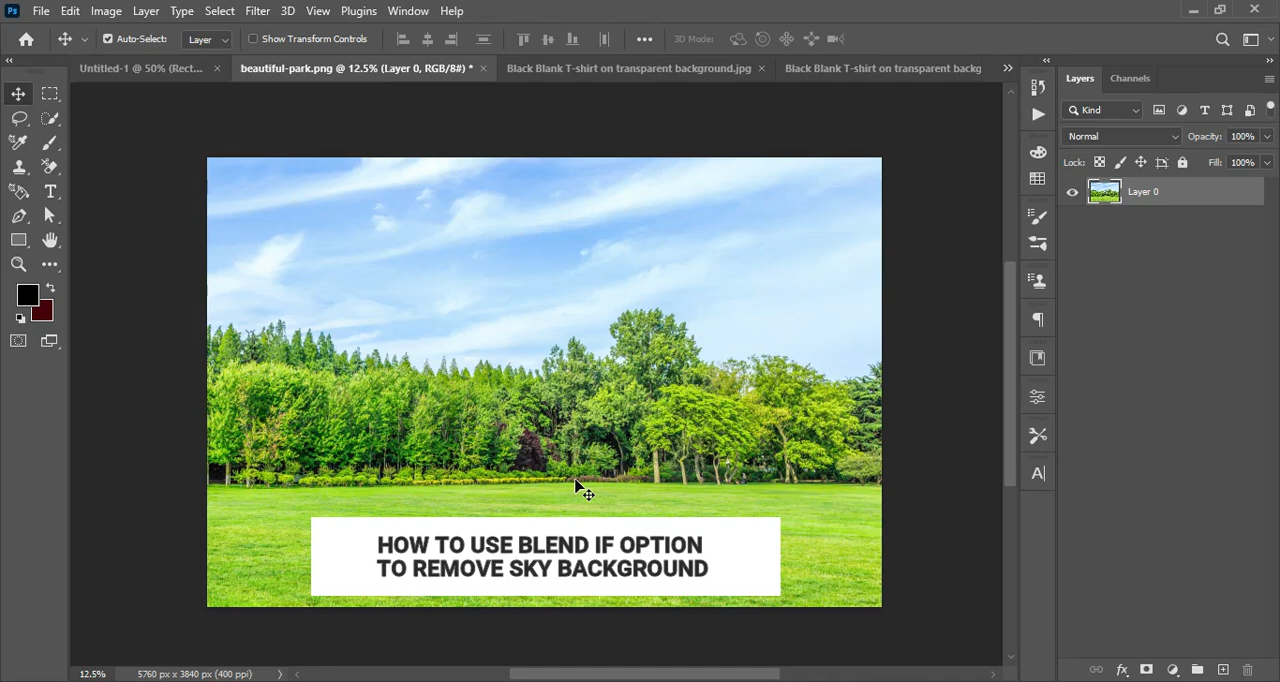 Ps File Edit Image Layer Type Select Filter 3D View Plugins Window Help
Auto-Select: Layer Show Transform Controls 3D Mode:
Untitled-1 @ 50% (Rect... × beautiful-park.png @ 12.5% (Layer 0, RGB/8#) * × Black Blank T-shirt on transparent background.jpg × Black Blank T-shirt on transparent backg
Layers Channels
Kind
Normal Opacity: 100%
Lock: Fill: 100%
Layer 0
HOW TO USE BLEND IF OPTION
TO REMOVE SKY BACKGROUND
12.5% 5760 px x 3840 px (400 ppi)